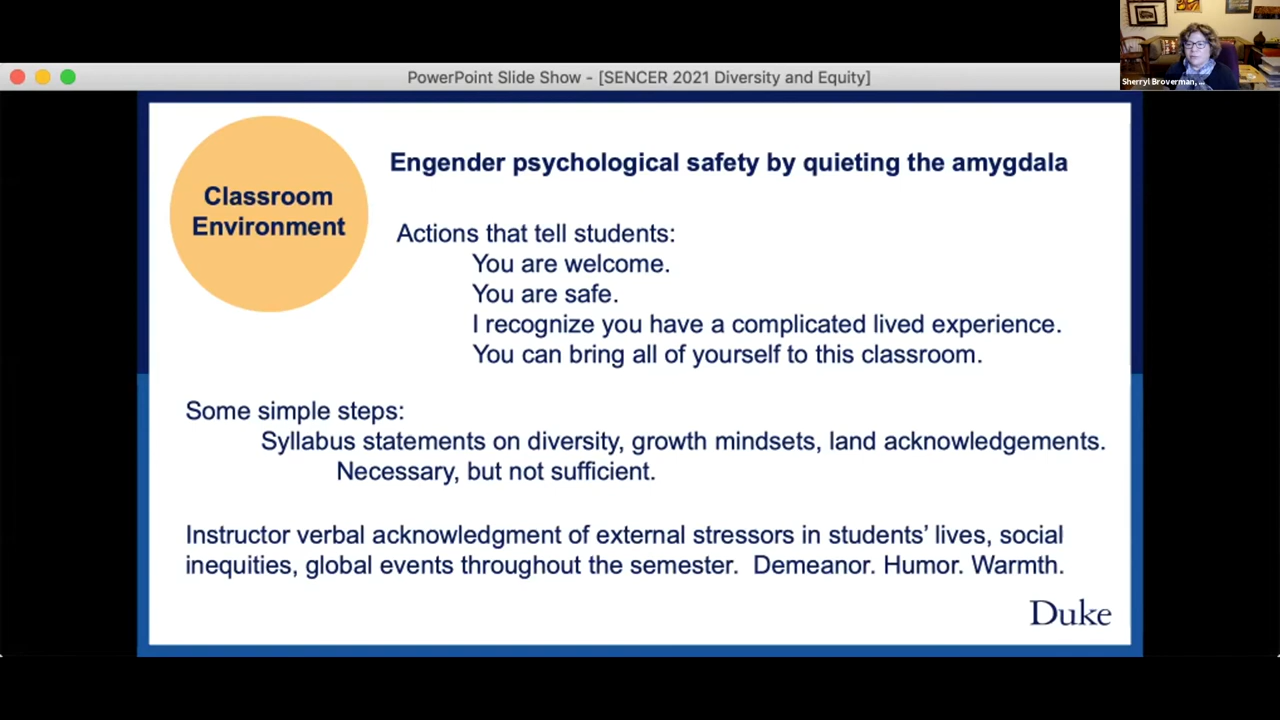 Sherryl Broverman, ...
PowerPoint Slide Show - [SENCER 2021 Diversity and Equity]
Classroom
Environment
Engender psychological safety by quieting the amygdala
Actions that tell students:
You are welcome.
You are safe.
I recognize you have a complicated lived experience.
You can bring all of yourself to this classroom.
Some simple steps:
Syllabus statements on diversity, growth mindsets, land acknowledgements.
Necessary, but not sufficient.
Instructor verbal acknowledgment of external stressors in students’ lives, social
inequities, global events throughout the semester.  Demeanor. Humor. Warmth.
Duke